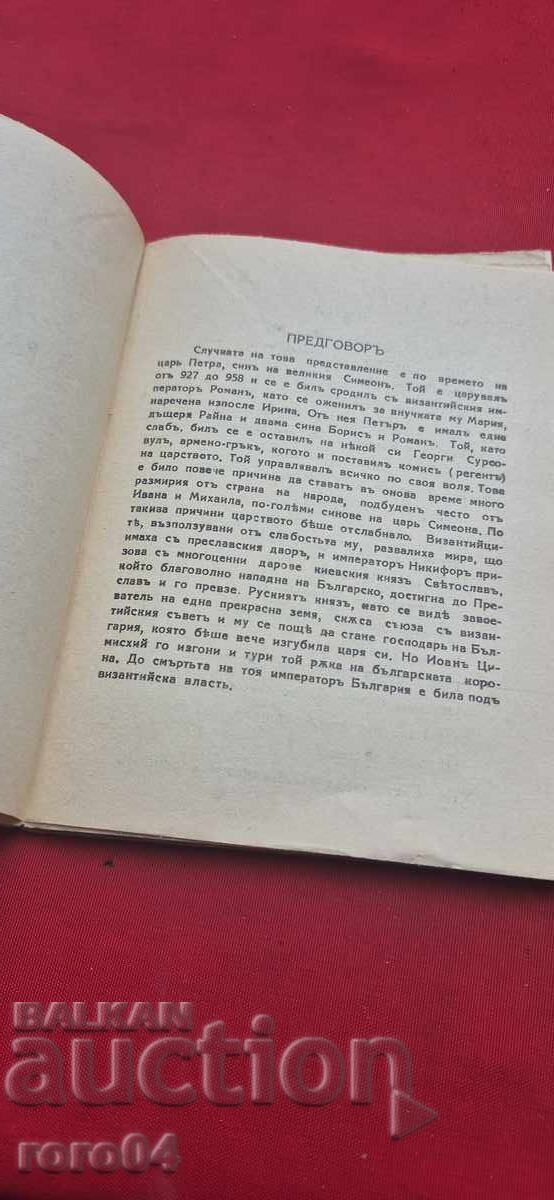 ПРЕДГОВОРЪ
Случката на това представление е по времето на
царь Петра, синъ на великия Симеонъ. Той е царувалъ
отъ 927 до 958 и се е билъ сродилъ съ византийския им-
ператоръ Романъ, като се оженилъ за внучката му Мария,
наречена изпосле Ирина. Отъ нея Петъръ е ималъ една
дъщеря Райна и двама сина Борисъ и Романъ. Той, като
слабъ, билъ се е оставилъ на нѣкой си Георги Сурсо-
вулъ, армено-гръкъ, когото и поставилъ комисъ (регентъ)
на царството. Той управлявалъ всичко по своя воля. Това
е било повече причина да ставатъ въ онова време много
размирия отъ страна на народа, подбуденъ често отъ
Ивана и Михаила, по-голѣми синове на царь Симеона. По
такива причини царството бѣше отслабнало. Византийци-
тѣ, възползувани отъ слабостьта му, развалиха мира, що
имаха съ преславския дворъ, и императоръ Никифоръ при-
зова съ многоценни дарове киевския князъ Свѣтославъ,
който благоволно нападна на Българско, достигна до Пре-
славъ и го превзе. Рускиятъ князъ, като се видѣ завое-
ватель на една прекрасна земя, скѫса съюза съ визан-
тийския съветъ и му се пощѣ да стане господарь на Бъл-
гария, която бѣше вече изгубила царя си. Но Иоанъ Ци-
мисхий го изгони и тури той рѫка на българската коро-
на. До смъртьта на тоя императоръ България е била подъ
византийска власть.
BALKAN
auction
roro04